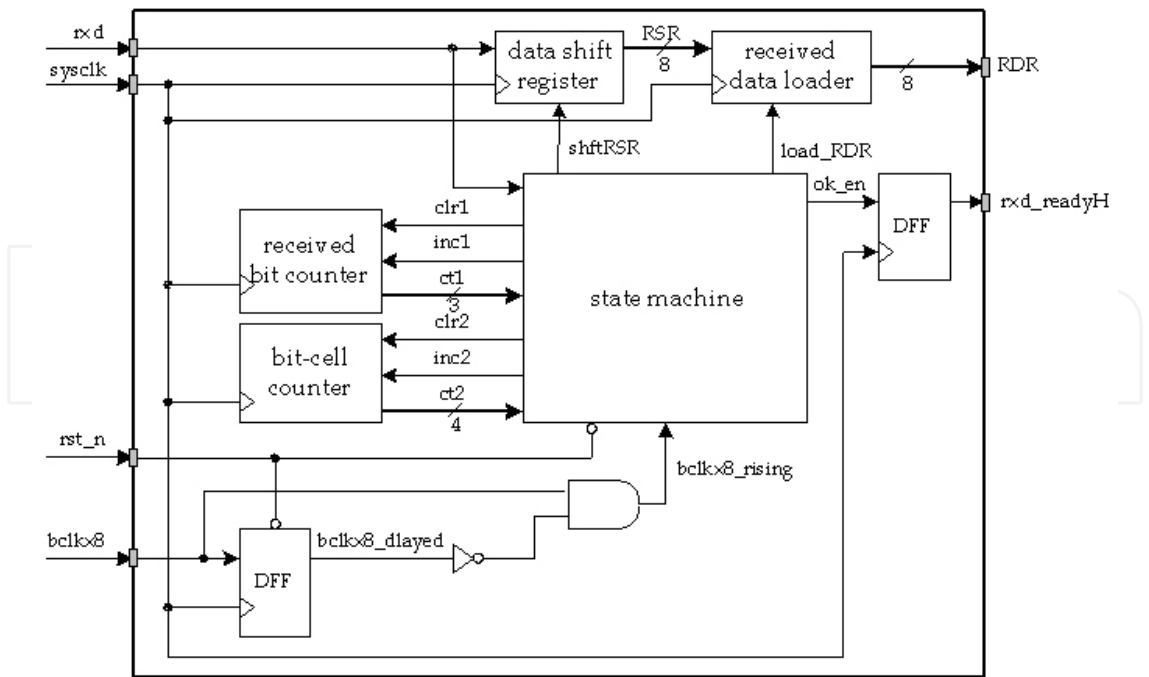 rxd
sysclk
data shift
register
RSR
8
received
data loader
8
RDR
shftRSR
load_RDR
ok_en
DFF
rxd_readyH
received
bit counter
clr1
inc1
ct1
3
state machine
bit-cell
counter
clr2
inc2
ct2
4
rst_n
bclkx8_rising
bclkx8
DFF
bclkx8_dlayed